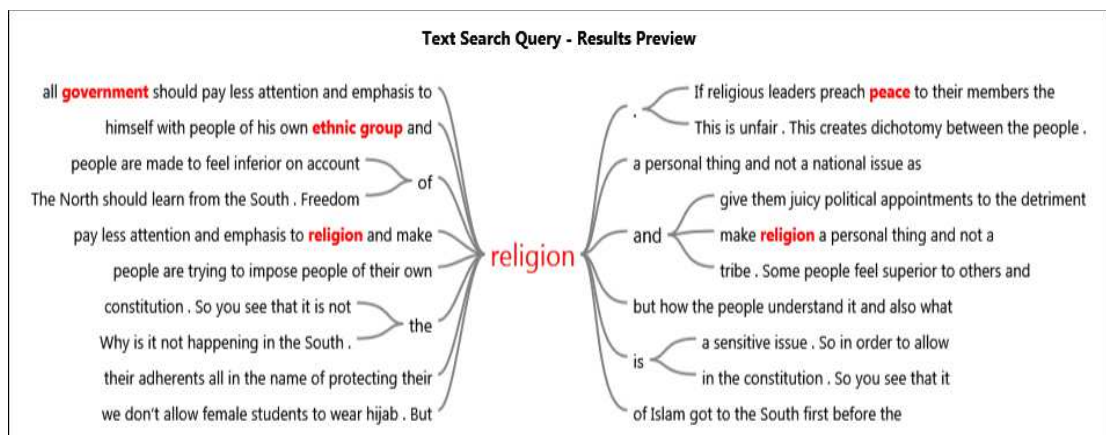 Text Search Query - Results Preview
all government should pay less attention and emphasis to
himself with people of his own ethnic group and
people are made to feel inferior on account
The North should learn from the South . Freedom
of
pay less attention and emphasis to religion and make
people are trying to impose people of their own
constitution . So you see that it is not
Why is it not happening in the South .
the
their adherents all in the name of protecting their
we don't allow female students to wear hijab . But
religion
.
If religious leaders preach peace to their members the
This is unfair . This creates dichotomy between the people .
a personal thing and not a national issue as
and
give them juicy political appointments to the detriment
make religion a personal thing and not a
tribe . Some people feel superior to others and
but how the people understand it and also what
is
a sensitive issue . So in order to allow
in the constitution . So you see that it
of Islam got to the South first before the